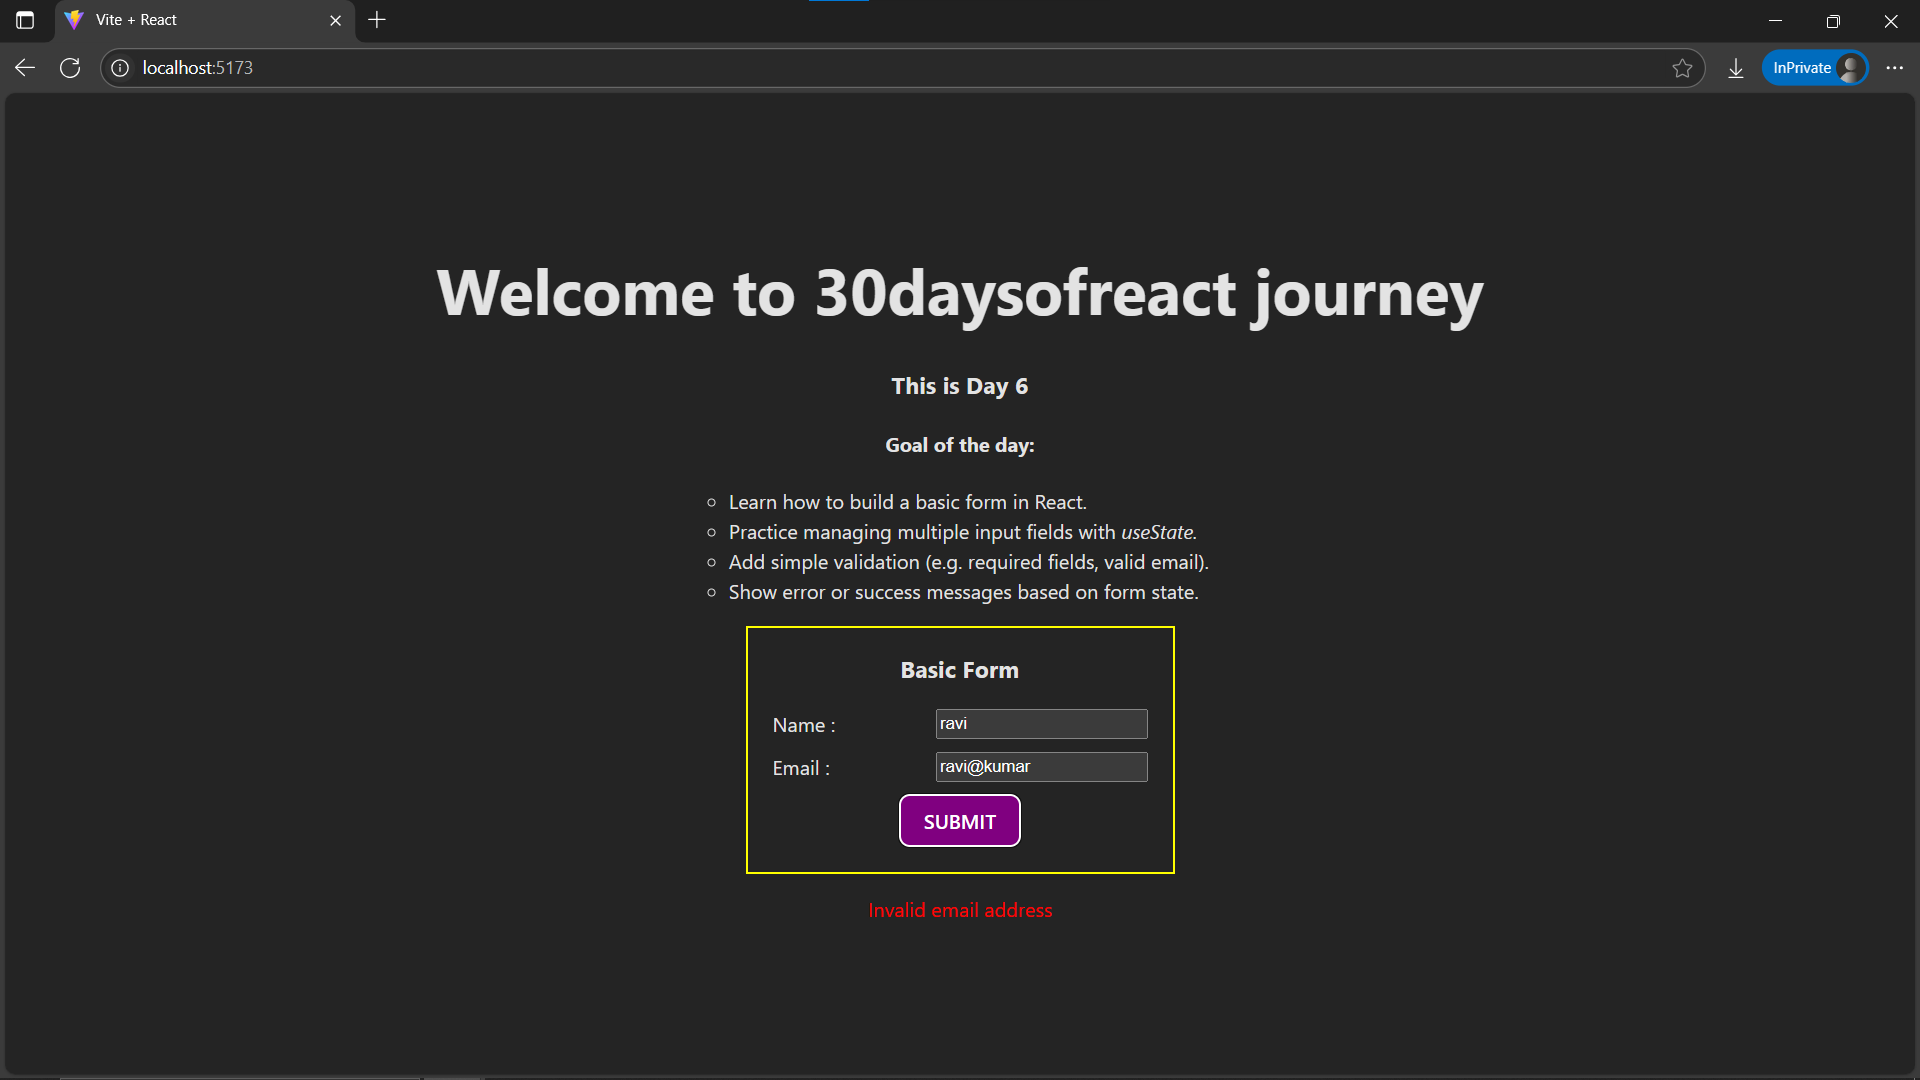 Vite + React
localhost:5173
InPrivate
Welcome to 30daysofreact journey
This is Day 6
Goal of the day:
Learn how to build a basic form in React.
Practice managing multiple input fields with useState.
Add simple validation (e.g. required fields, valid email).
Show error or success messages based on form state.
Basic Form
Name : ravi
Email : ravi@kumar
SUBMIT
Invalid email address